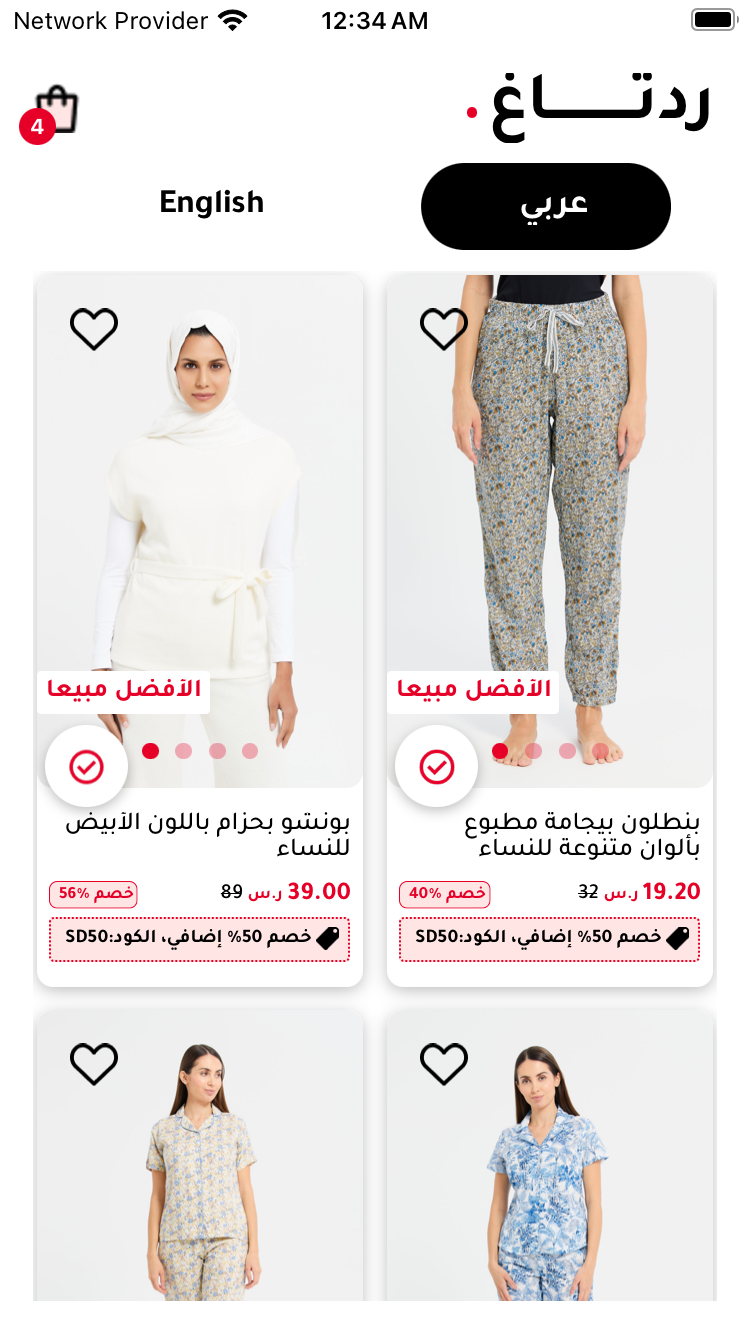 Network Provider 12:34 AM
ردتـــــاغ.
4
عربي
English
الأفضل مبيعا
بنطلون بيجامة مطبوع
بألوان متنوعة للنساء
19.20 ر.س 32
خصم 40%
خصم 50% إضافي، الكود:SD50
الأفضل مبيعا
بونشو بحزام باللون الأبيض
للنساء
39.00 ر.س 89
خصم 56%
خصم 50% إضافي، الكود:SD50